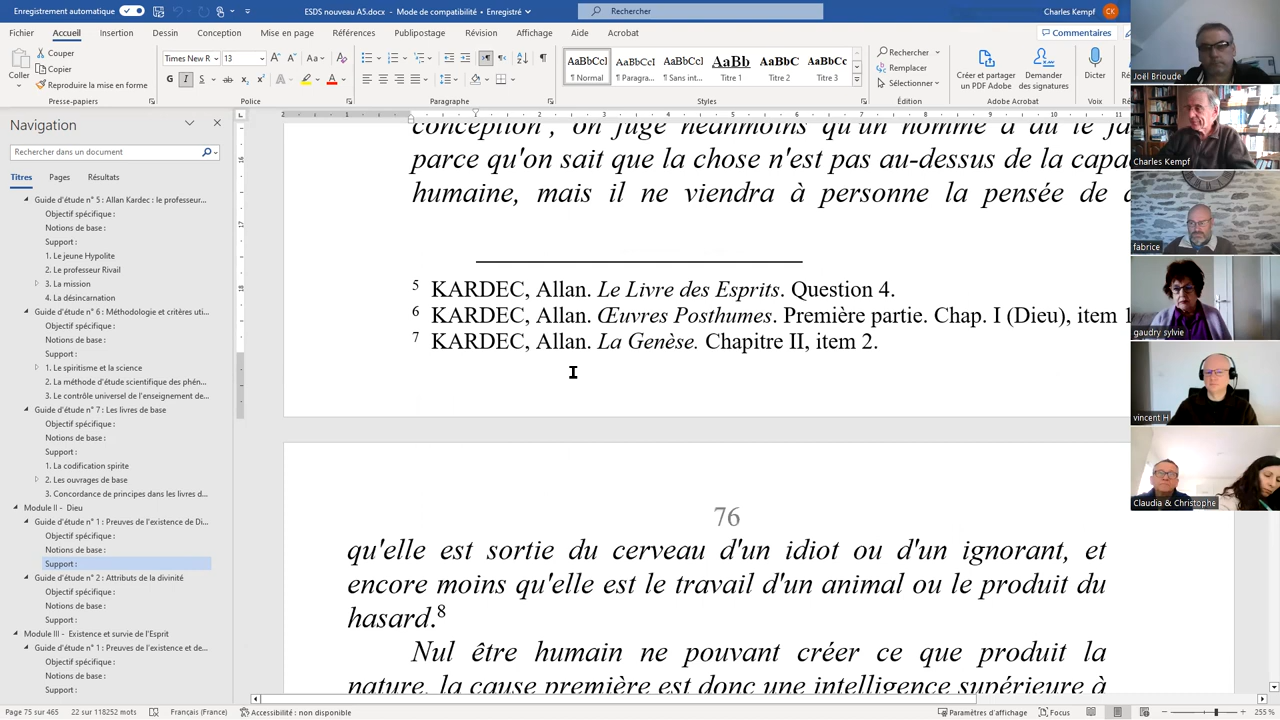 Enregistrement automatique
ESDS nouveau A5.docx - Mode de compatibilité • Enregistré
Rechercher
Charles Kempf
CK
Fichier Accueil Insertion Dessin Conception Mise en page Références Publipostage Révision Affichage Aide Acrobat
Commentaires
Coller
Couper
Copier
Reproduire la mise en forme
Times New R 13
Presse-papiers
Police
Paragraphe
AaBbCcI
¶ Normal
AaBbCcI
¶ Paragra...
AaBbCcI
¶ Sans int...
AaBb
Titre 1
AaBbC
Titre 2
AaBbCc
Titre 3
Styles
Rechercher
Remplacer
Sélectionner
Édition
Créer et partager
un PDF Adobe
Demander
des signatures
Adobe Acrobat
Dicter
Voix
Navigation
Rechercher dans un document
Titres Pages Résultats
Guide d'étude n° 5 : Allan Kardec : le professeur...
Objectif spécifique :
Notions de base :
Support :
1. Le jeune Hypolite
2. Le professeur Rivail
3. La mission
4. La désincarnation
Guide d'étude n° 6 : Méthodologie et critères uti...
Objectif spécifique :
Notions de base :
Support :
1. Le spiritisme et la science
2. La méthode d'étude scientifique des phén...
3. Le contrôle universel de l'enseignement de...
Guide d'étude n° 7 : Les livres de base
Objectif spécifique :
Notions de base :
Support :
1. La codification spirite
2. Les ouvrages de base
3. Concordance de principes dans les livres d...
Module II - Dieu
Guide d'étude n° 1 : Preuves de l'existence de Di...
Objectif spécifique :
Notions de base :
Support :
Guide d'étude n° 2 : Attributs de la divinité
Objectif spécifique :
Notions de base :
Support :
Module III - Existence et survie de l'Esprit
Guide d'étude n° 1 : Preuves de l'existence et de...
Objectif spécifique :
Notions de base :
Support :
conception , on juge néanmoins qu'un homme a dû le
parce qu'on sait que la chose n'est pas au-dessus de la
humaine, mais il ne viendra à personne la pensée de
5 KARDEC, Allan. Le Livre des Esprits. Question 4.
6 KARDEC, Allan. Œuvres Posthumes. Première partie. Chap. I (Dieu), item 1
7 KARDEC, Allan. La Genèse. Chapitre II, item 2.
76
qu'elle est sortie du cerveau d'un idiot ou d'un ignorant, et
encore moins qu'elle est le travail d'un animal ou le produit du
hasard.8
Nul être humain ne pouvant créer ce que produit la
nature, la cause première est donc une intelligence supérieure à
Joël Brioude
Charles Kempf
fabrice
gaudry sylvie
vincent H
Claudia & Christophe
Page 75 sur 465 22 sur 118252 mots Français (France) Accessibilité : non disponible
Paramètres d'affichage Focus 255 %